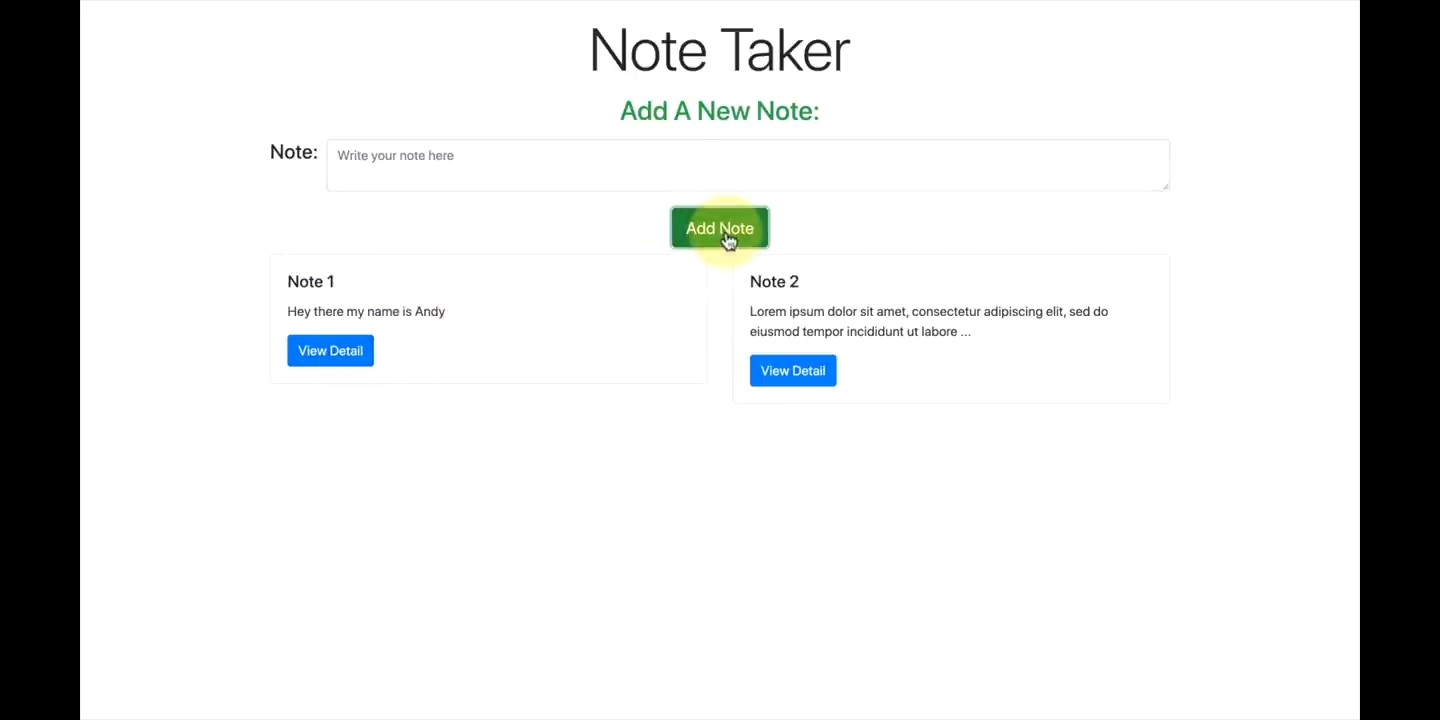 Note Taker
Add A New Note:
Note:
Write your note here
Add Note
Note 1
Hey there my name is Andy
View Detail
Note 2
Lorem ipsum dolor sit amet, consectetur adipiscing elit, sed do
eiusmod tempor incididunt ut labore ...
View Detail